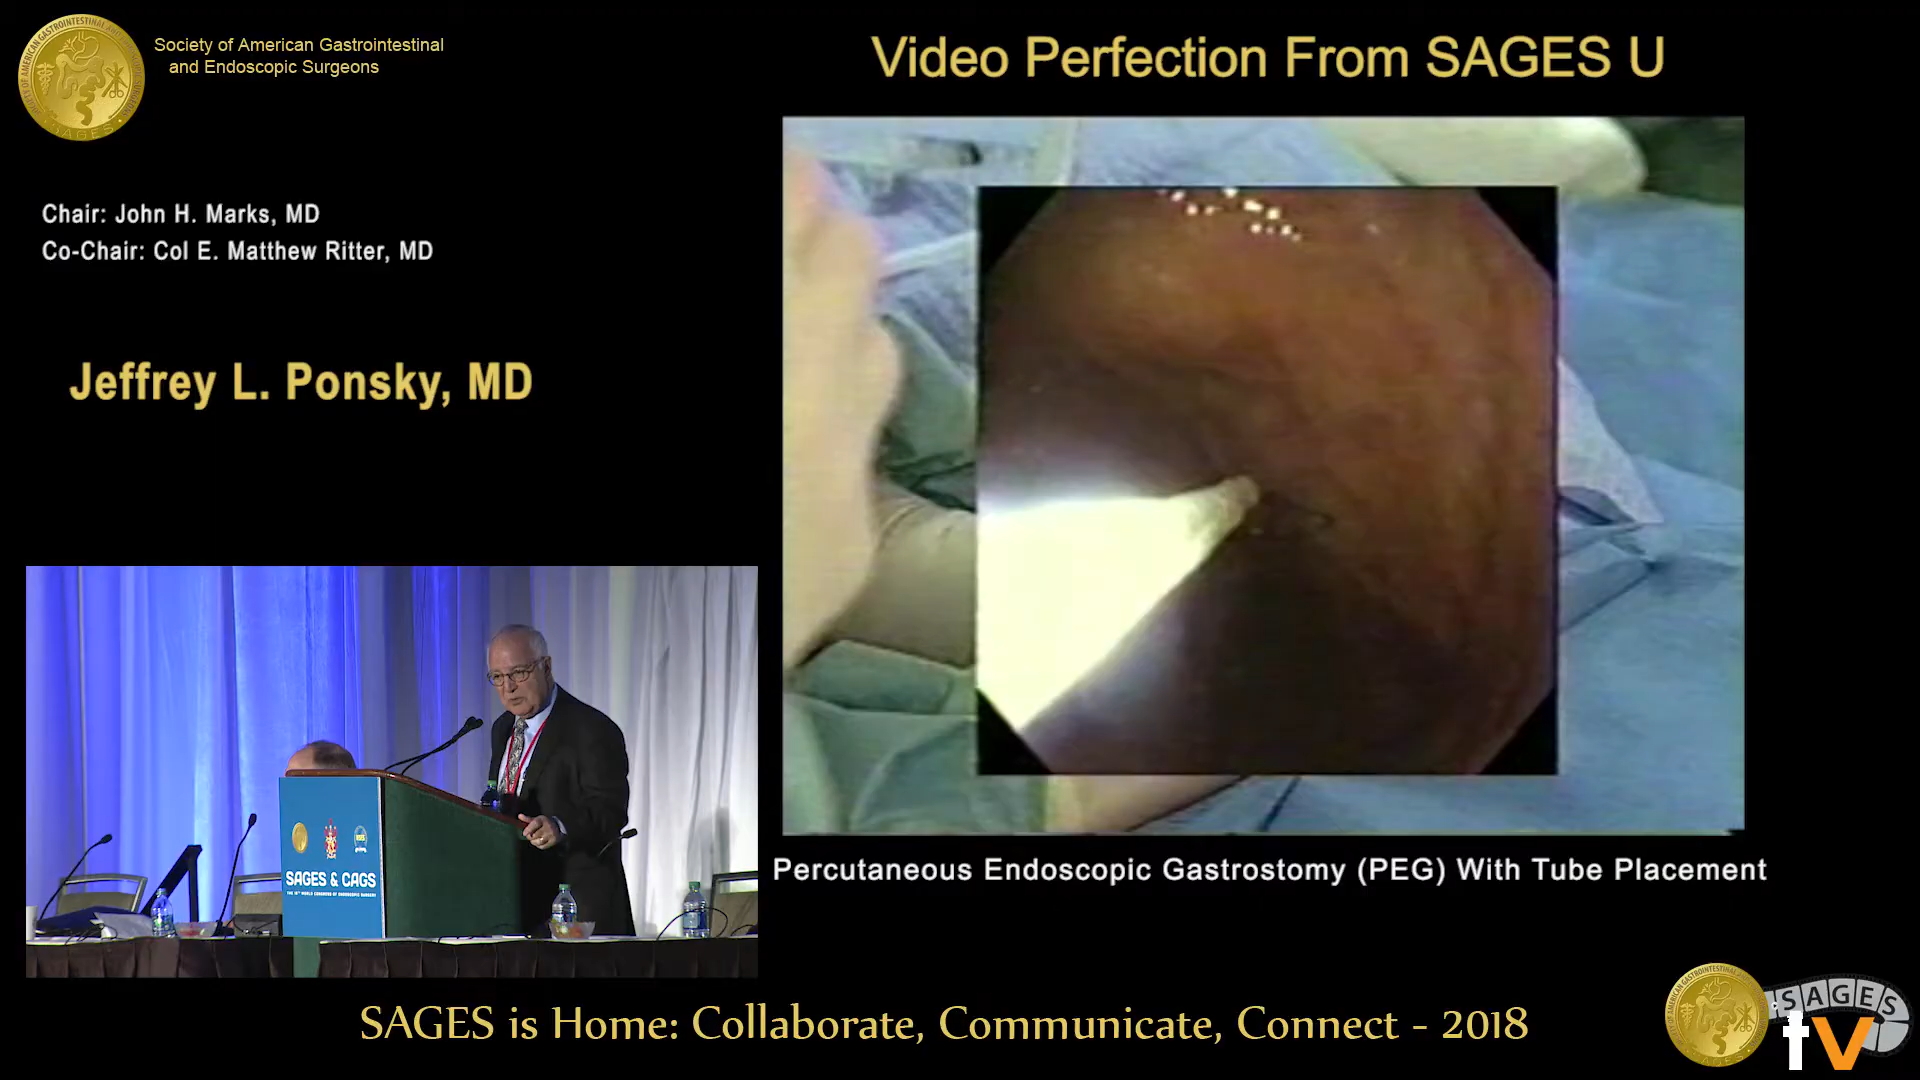 Society of American Gastrointestinal
and Endoscopic Surgeons
Video Perfection From SAGES U
Chair: John H. Marks, MD
Co-Chair: Col E. Matthew Ritter, MD
Jeffrey L. Ponsky, MD
SAGES & CAGS
Percutaneous Endoscopic Gastrostomy (PEG) With Tube Placement
SAGES is Home: Collaborate, Communicate, Connect - 2018
SAGES
tv